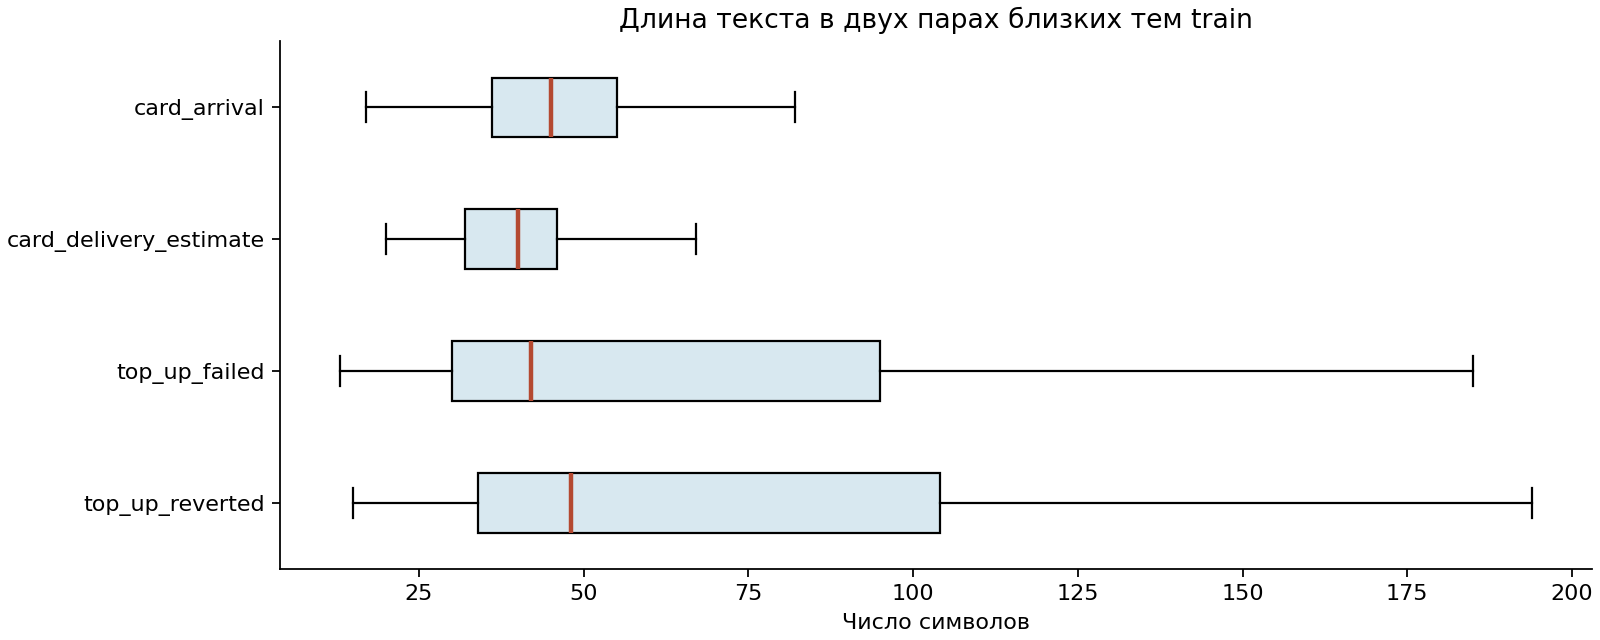 Длина текста в двух парах близких тем train
card_arrival
card_delivery_estimate
top_up_failed
top_up_reverted
25 50 75 100 125 150 175 200
Число символов